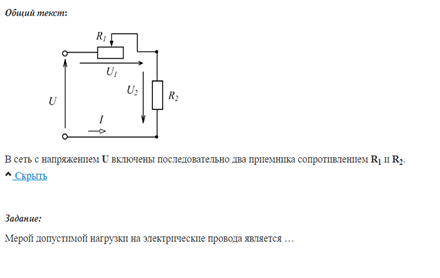 Общий текст:
R1
U1
U
U2
R2
I
В сеть с напряжением U включены последовательно два приемника сопротивлением R1 и R2.
Скрыть
Задание:
Мерой допустимой нагрузки на электрические провода является …